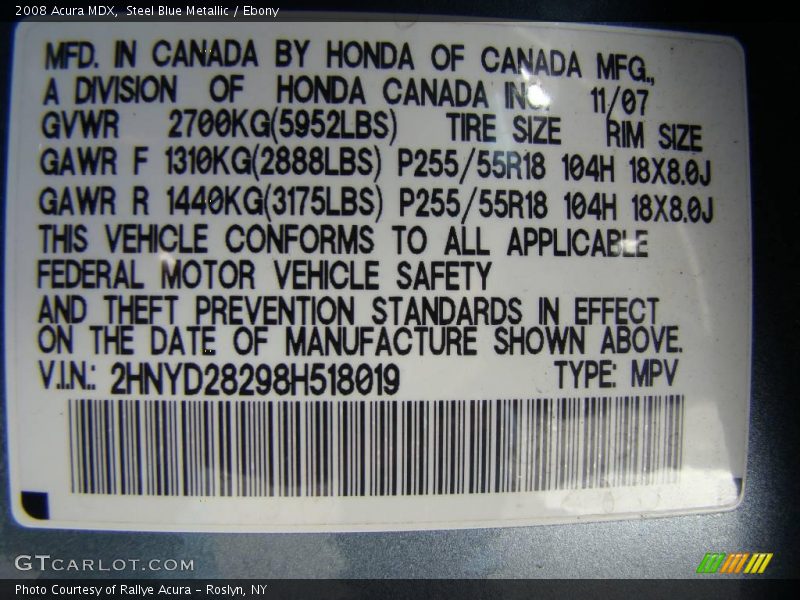 2008 Acura MDX,  Steel Blue Metallic / Ebony
MFD. IN CANADA BY HONDA OF CANADA MFG.,
A DIVISION OF HONDA CANADA INC. 11/07
GVWR 2700KG(5952LBS) TIRE SIZE RIM SIZE
GAWR F 1310KG(2888LBS) P255/55R18 104H 18X8.0J
GAWR R 1440KG(3175LBS) P255/55R18 104H 18X8.0J
THIS VEHICLE CONFORMS TO ALL APPLICABLE
FEDERAL MOTOR VEHICLE SAFETY
AND THEFT PREVENTION STANDARDS IN EFFECT
ON THE DATE OF MANUFACTURE SHOWN ABOVE.
V.I.N.: 2HNYD28298H518019 TYPE: MPV
GTCARLOT.COM
Photo Courtesy of Rallye Acura – Roslyn, NY